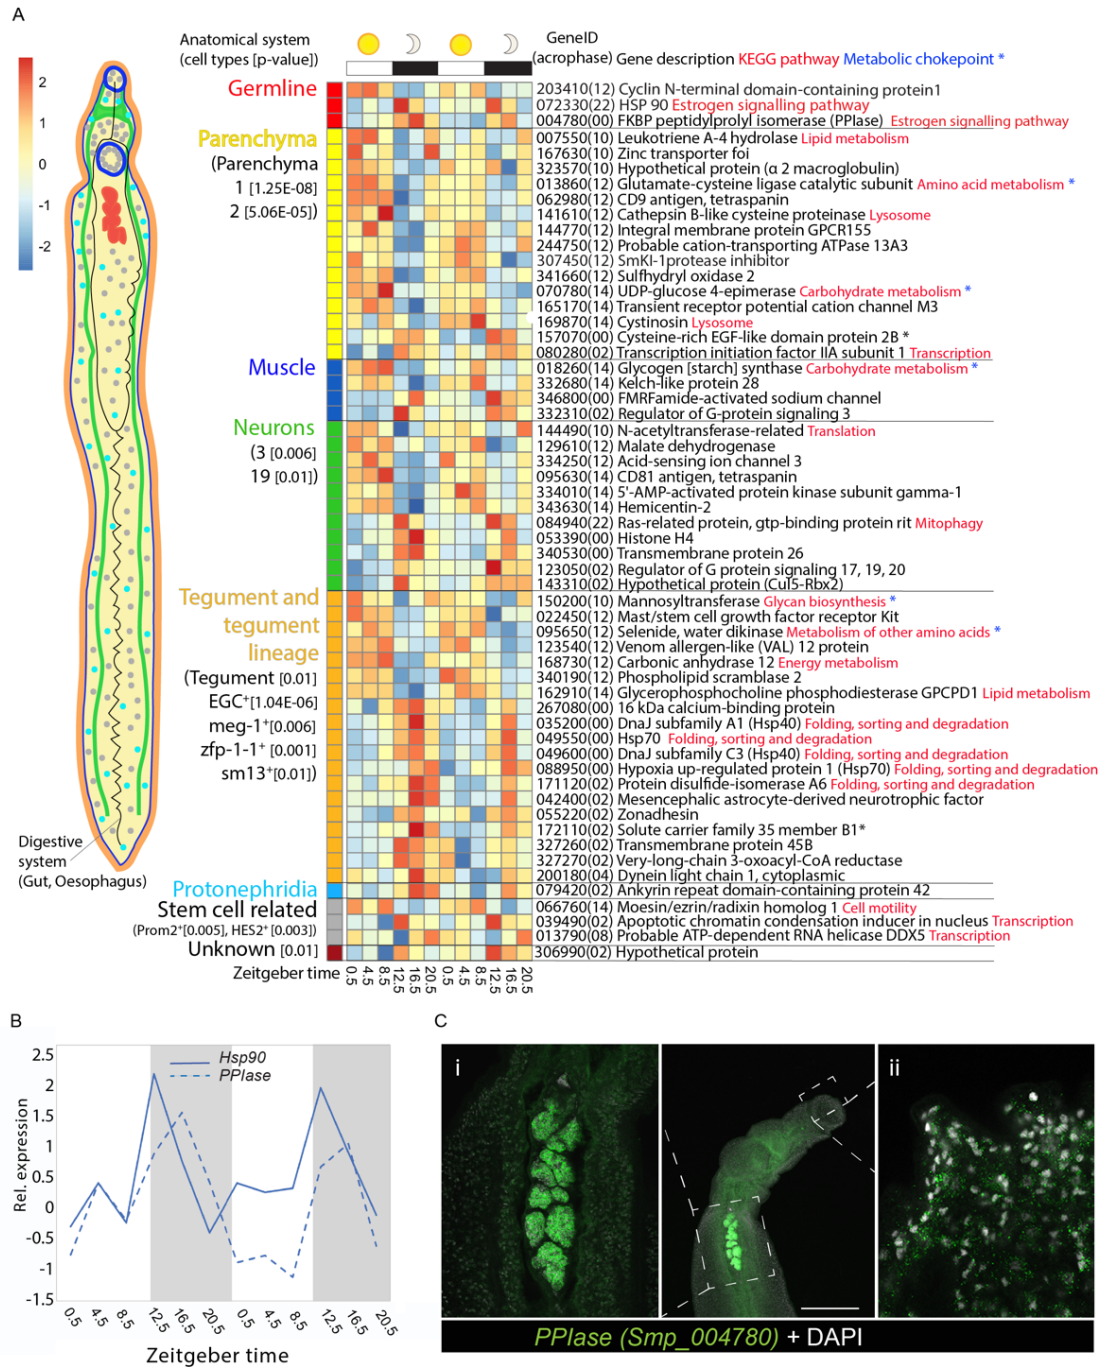 A
Anatomical system
(cell types [p-value])
GeneID
(acrophase) Gene description KEGG pathway Metabolic chokepoint *
2
1
0
-1
-2
Germline
203410(12) Cyclin N-terminal domain-containing protein1
072330(22) HSP 90 Estrogen signalling pathway
004780(00) FKBP peptidylprolyl isomerase (PPIase) Estrogen signalling pathway
Parenchyma
(Parenchyma
1 [1.25E-08]
2 [5.06E-05])
007550(10) Leukotriene A-4 hydrolase Lipid metabolism
167630(10) Zinc transporter foi
323570(10) Hypothetical protein (α 2 macroglobulin)
013860(12) Glutamate-cysteine ligase catalytic subunit Amino acid metabolism *
062980(12) CD9 antigen, tetraspanin
141610(12) Cathepsin B-like cysteine proteinase Lysosome
144770(12) Integral membrane protein GPCR155
244750(12) Probable cation-transporting ATPase 13A3
307450(12) SmKI-1protease inhibitor
341660(12) Sulfhydryl oxidase 2
070780(14) UDP-glucose 4-epimerase Carbohydrate metabolism *
165170(14) Transient receptor potential cation channel M3
169870(14) Cystinosin Lysosome
157070(00) Cysteine-rich EGF-like domain protein 2B *
080280(02) Transcription initiation factor IIA subunit 1 Transcription
Muscle
018260(14) Glycogen [starch] synthase Carbohydrate metabolism *
332680(14) Kelch-like protein 28
346800(00) FMRFamide-activated sodium channel
332310(02) Regulator of G-protein signaling 3
Neurons
(3 [0.006]
19 [0.01])
144490(10) N-acetyltransferase-related Translation
129610(12) Malate dehydrogenase
334250(12) Acid-sensing ion channel 3
095630(14) CD81 antigen, tetraspanin
334010(14) 5'-AMP-activated protein kinase subunit gamma-1
343630(14) Hemicentin-2
084940(22) Ras-related protein, gtp-binding protein rit Mitophagy
053390(00) Histone H4
340530(00) Transmembrane protein 26
123050(02) Regulator of G protein signaling 17, 19, 20
143310(02) Hypothetical protein (Cul5-Rbx2)
Tegument and
tegument
lineage
(Tegument [0.01]
EGC+[1.04E-06]
meg-1+[0.006]
zfp-1-1+ [0.001]
sm13+[0.01])
150200(10) Mannosyltransferase Glycan biosynthesis *
022450(12) Mast/stem cell growth factor receptor Kit
095650(12) Selenide, water dikinase Metabolism of other amino acids *
123540(12) Venom allergen-like (VAL) 12 protein
168730(12) Carbonic anhydrase 12 Energy metabolism
340190(12) Phospholipid scramblase 2
162910(14) Glycerophosphocholine phosphodiesterase GPCPD1 Lipid metabolism
267080(00) 16 kDa calcium-binding protein
035200(00) DnaJ subfamily A1 (Hsp40) Folding, sorting and degradation
049550(00) Hsp70 Folding, sorting and degradation
049600(00) DnaJ subfamily C3 (Hsp40) Folding, sorting and degradation
088950(00) Hypoxia up-regulated protein 1 (Hsp70) Folding, sorting and degradation
171120(02) Protein disulfide-isomerase A6 Folding, sorting and degradation
042400(02) Mesencephalic astrocyte-derived neurotrophic factor
055220(02) Zonadhesin
172110(02) Solute carrier family 35 member B1*
327260(02) Transmembrane protein 45B
327270(02) Very-long-chain 3-oxoacyl-CoA reductase
200180(04) Dynein light chain 1, cytoplasmic
Digestive
system
(Gut, Oesophagus)
Protonephridia
079420(02) Ankyrin repeat domain-containing protein 42
Stem cell related
(Prom2+[0.005], HES2+ [0.003])
066760(14) Moesin/ezrin/radixin homolog 1 Cell motility
039490(02) Apoptotic chromatin condensation inducer in nucleus Transcription
013790(08) Probable ATP-dependent RNA helicase DDX5 Transcription
Unknown [0.01]
306990(02) Hypothetical protein
Zeitgeber time
0.5 4.5 8.5 12.5 16.5 20.5 0.5 4.5 8.5 12.5 16.5 20.5
B
Hsp90
PPIase
2.5
2
1.5
1
0.5
0
-0.5
-1
-1.5
Rel. expression
0.5 4.5 8.5 12.5 16.5 20.5 0.5 4.5 8.5 12.5 16.5 20.5
Zeitgeber time
C
i
ii
PPIase (Smp_004780) + DAPI